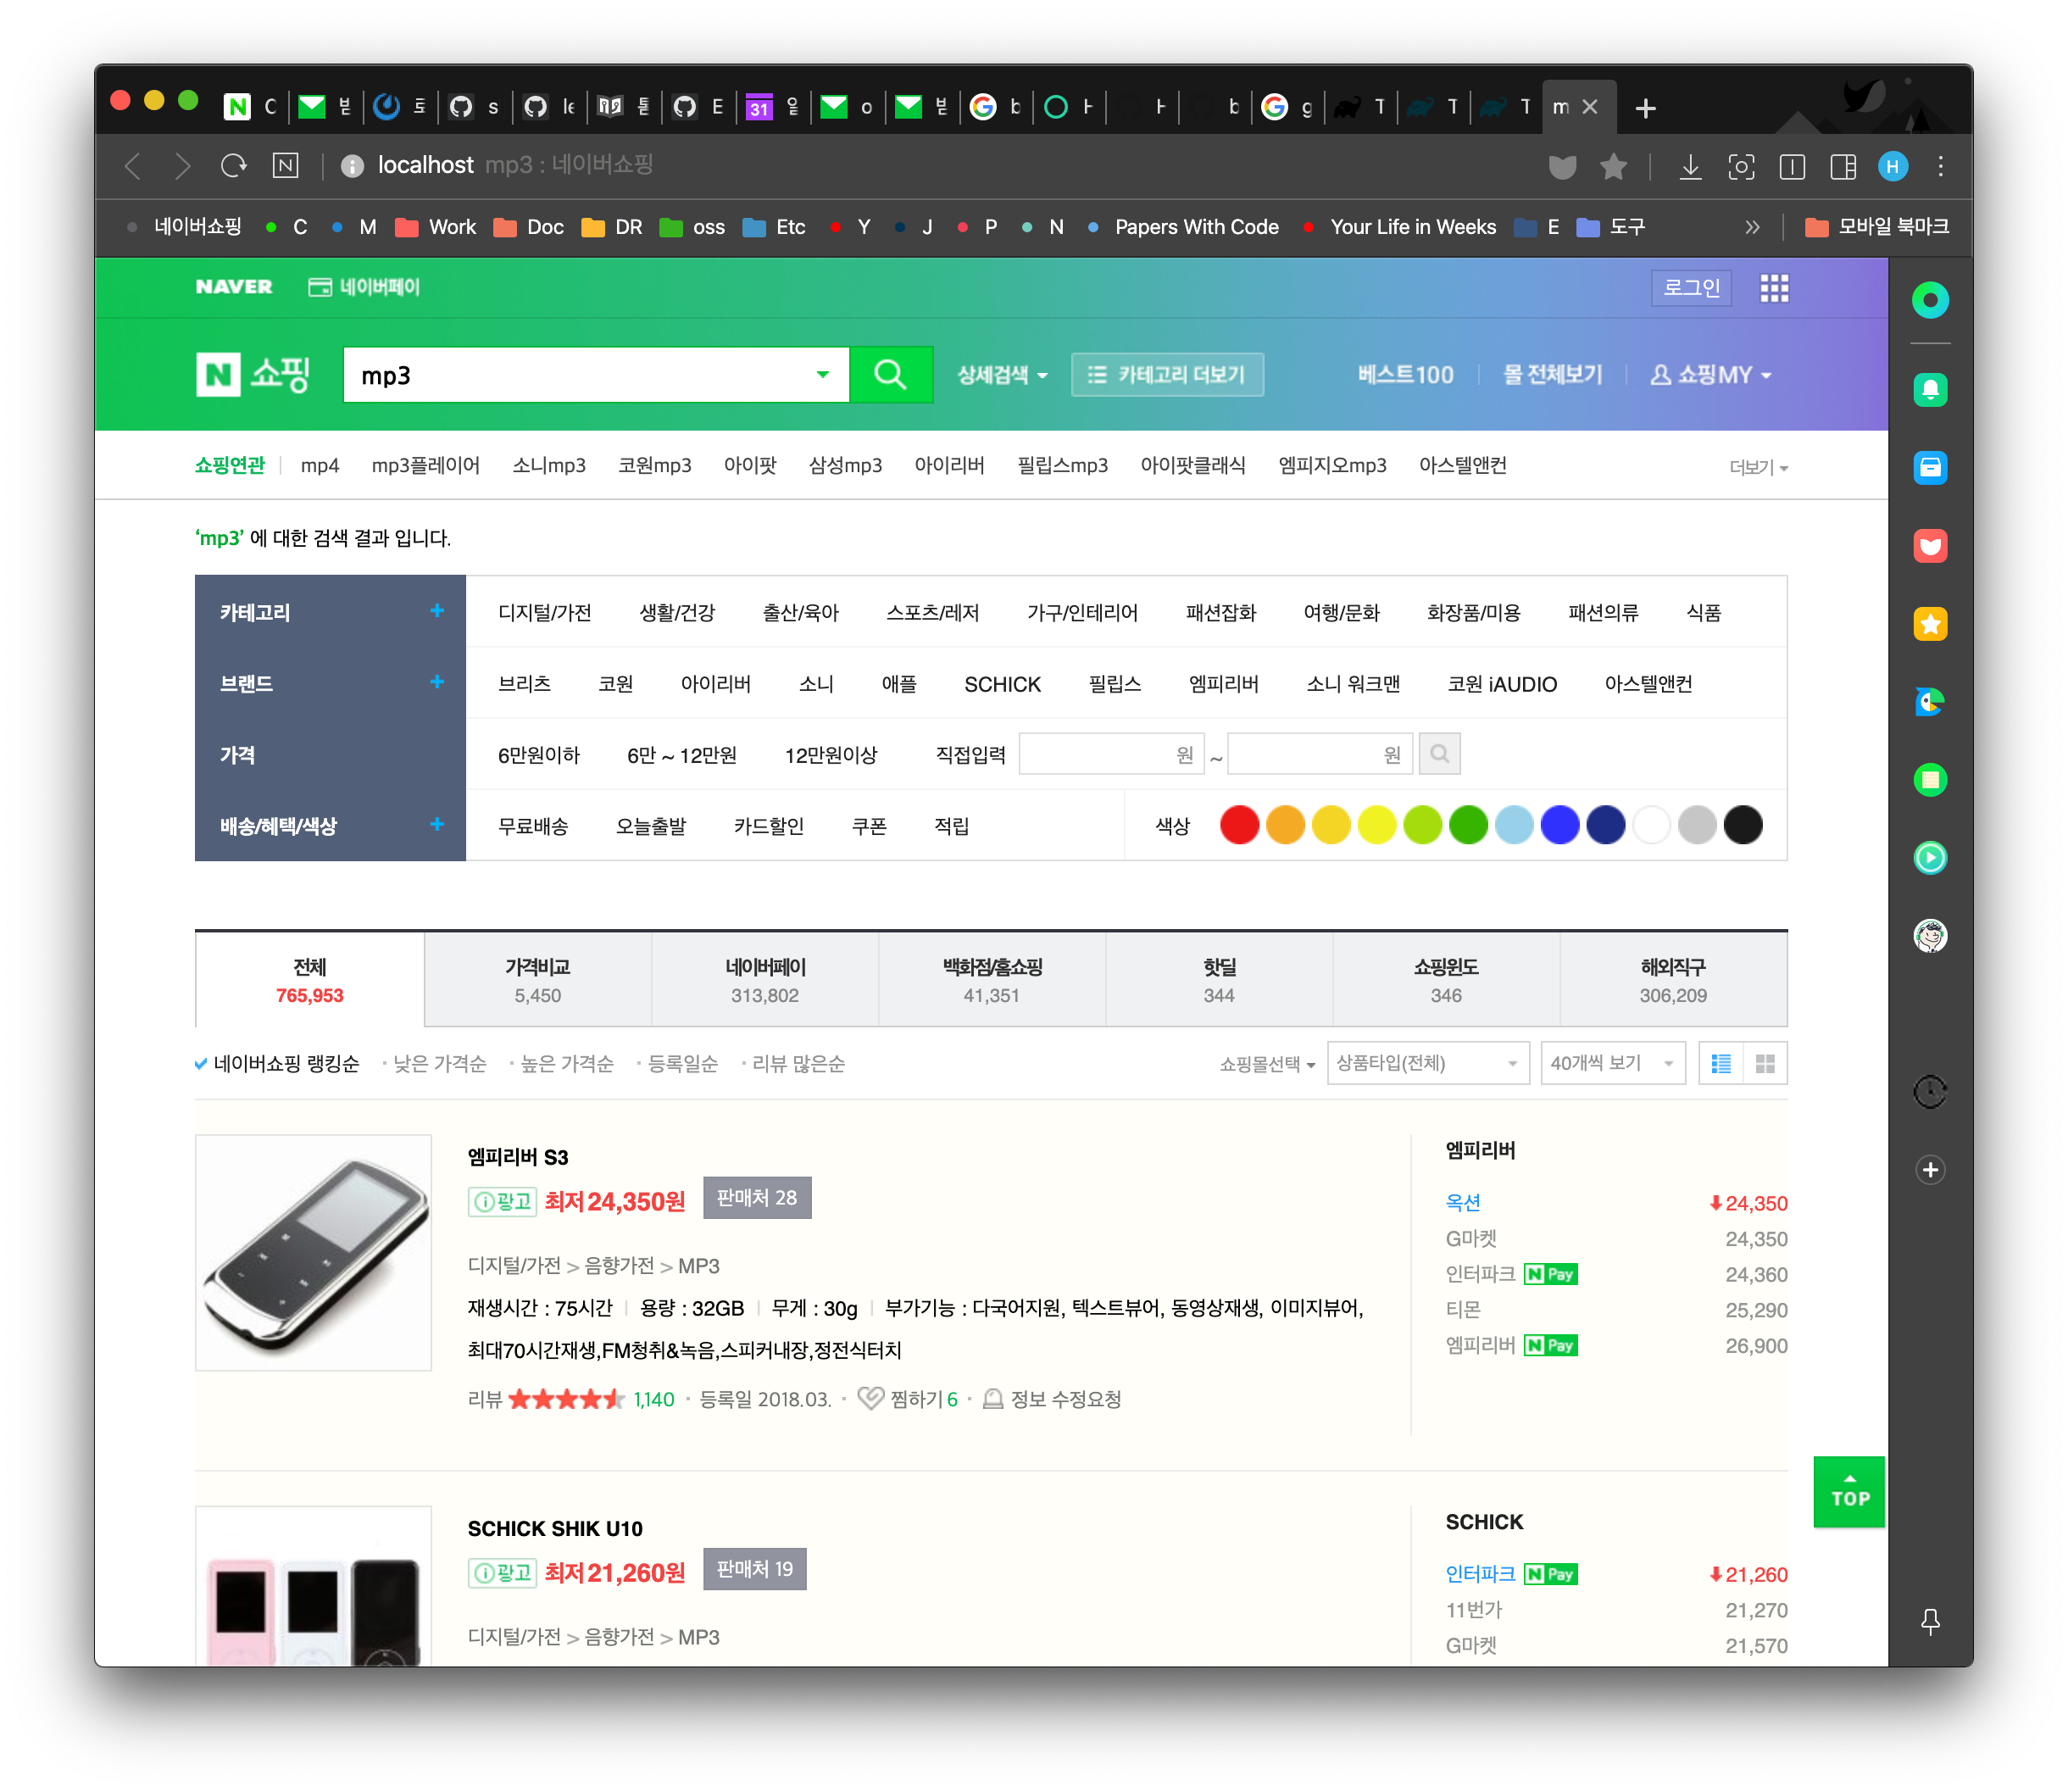 localhost mp3 : 네이버쇼핑
네이버쇼핑 C M Work Doc DR oss Etc Y J P N Papers With Code Your Life in Weeks E 도구 » 모바일 북마크
NAVER 네이버페이 로그인
N 쇼핑 mp3 상세검색 카테고리 더보기 베스트100 몰 전체보기 쇼핑MY
쇼핑연관 mp4 mp3플레이어 소니mp3 코원mp3 아이팟 삼성mp3 아이리버 필립스mp3 아이팟클래식 엠피지오mp3 아스텔앤컨 더보기
‘mp3’ 에 대한 검색 결과 입니다.
카테고리 + 디지털/가전 생활/건강 출산/육아 스포츠/레저 가구/인테리어 패션잡화 여행/문화 화장품/미용 패션의류 식품
브랜드 + 브리츠 코원 아이리버 소니 애플 SCHICK 필립스 엠피리버 소니 워크맨 코원 iAUDIO 아스텔앤컨
가격 6만원이하 6만 ~ 12만원 12만원이상 직접입력 원 ~ 원
배송/혜택/색상 + 무료배송 오늘출발 카드할인 쿠폰 적립 색상
전체 가격비교 네이버페이 백화점/홈쇼핑 핫딜 쇼핑윈도 해외직구
765,953 5,450 313,802 41,351 344 346 306,209
네이버쇼핑 랭킹순 · 낮은 가격순 · 높은 가격순 · 등록일순 · 리뷰 많은순 쇼핑몰선택 상품타입(전체) 40개씩 보기
엠피리버 S3
광고 최저 24,350원 판매처 28
디지털/가전 > 음향가전 > MP3
재생시간 : 75시간 | 용량 : 32GB | 무게 : 30g | 부가기능 : 다국어지원, 텍스트뷰어, 동영상재생, 이미지뷰어,
최대70시간재생,FM청취&녹음,스피커내장,정전식터치
리뷰 1,140 · 등록일 2018.03. · 찜하기 6 · 정보 수정요청
엠피리버
옥션 24,350
G마켓 24,350
인터파크 N Pay 24,360
티몬 25,290
엠피리버 N Pay 26,900
TOP
SCHICK SHIK U10
광고 최저 21,260원 판매처 19
디지털/가전 > 음향가전 > MP3
SCHICK
인터파크 N Pay 21,260
11번가 21,270
G마켓 21,570